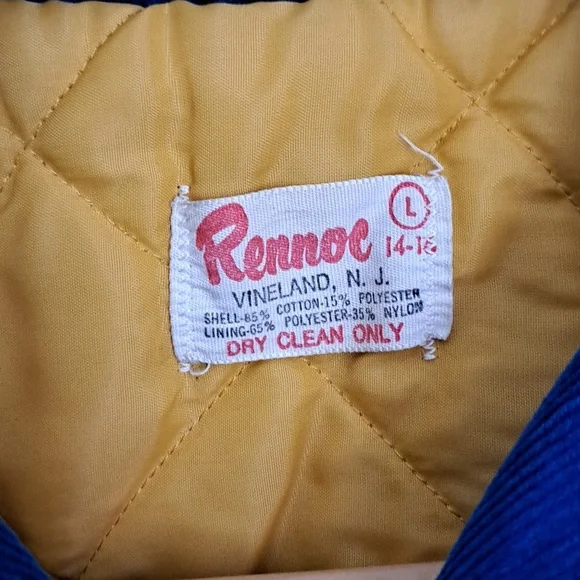 L
Rennoc 14-16
VINELAND, N. J.
SHELL-85% COTTON-15% POLYESTER
LINING-65% POLYESTER-35% NYLON
DRY CLEAN ONLY